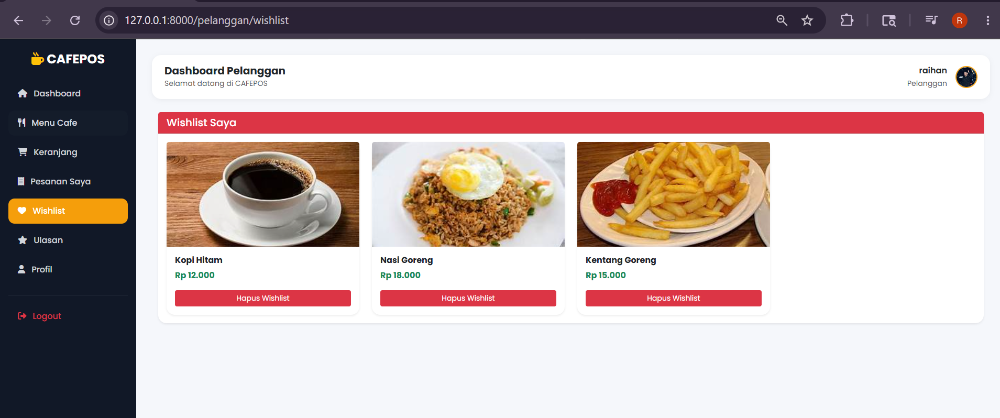 127.0.0.1:8000/pelanggan/wishlist
R
CAFEPOS
Dashboard
Menu Cafe
Keranjang
Pesanan Saya
Wishlist
Ulasan
Profil
Logout
Dashboard Pelanggan
Selamat datang di CAFEPOS
raihan
Pelanggan
Wishlist Saya
Kopi Hitam
Rp 12.000
Hapus Wishlist
Nasi Goreng
Rp 18.000
Hapus Wishlist
Kentang Goreng
Rp 15.000
Hapus Wishlist